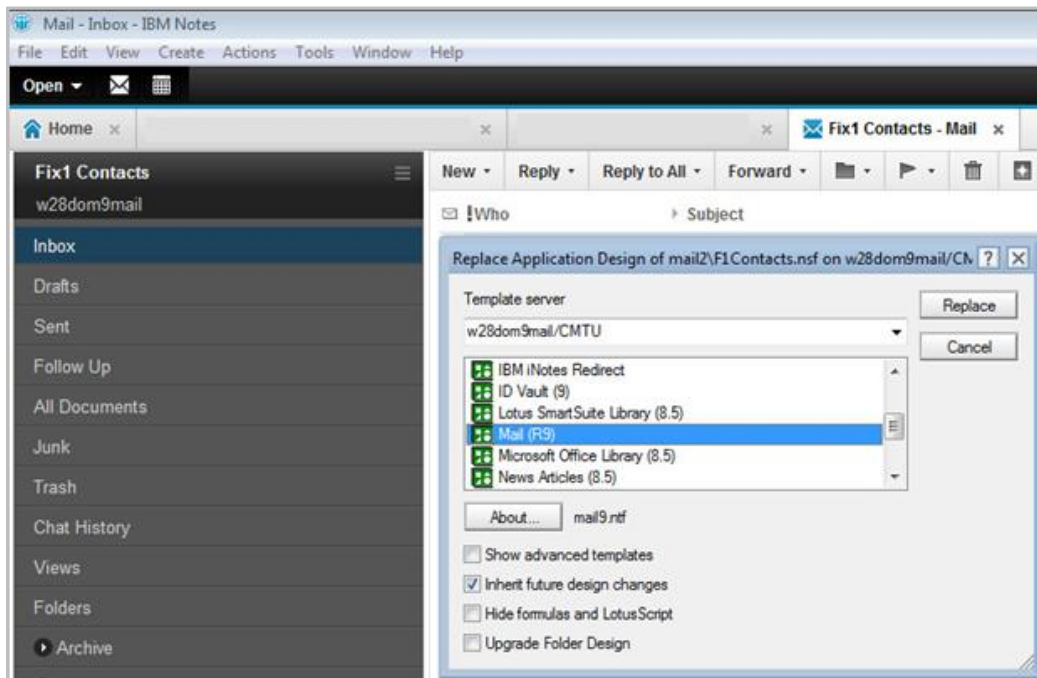 Mail - Inbox - IBM Notes
File Edit View Create Actions Tools Window Help
Open
Home
Fix1 Contacts - Mail
Fix1 Contacts
w28dom9mail
New Reply Reply to All Forward
!Who Subject
Inbox
Drafts
Sent
Follow Up
All Documents
Junk
Trash
Chat History
Views
Folders
Archive
Replace Application Design of mail2\F1Contacts.nsf on w28dom9mail/CM
Template server
w28dom9mail/CMTU
Replace
Cancel
IBM iNotes Redirect
ID Vault (9)
Lotus SmartSuite Library (8.5)
Mail (R9)
Microsoft Office Library (8.5)
News Articles (8.5)
About... mail9.ntf
Show advanced templates
Inherit future design changes
Hide formulas and LotusScript
Upgrade Folder Design